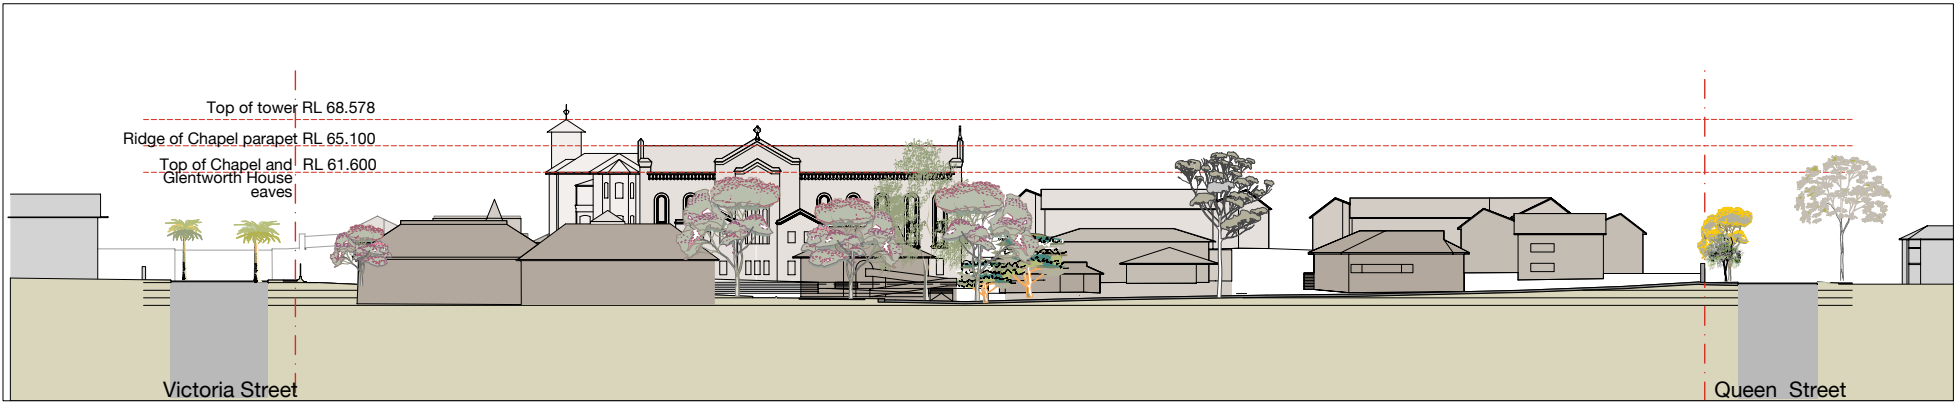 Top of tower RL 68.578
Ridge of Chapel parapet RL 65.100
Top of Chapel and RL 61.600
Glentworth House
eaves
Victoria Street
Queen Street